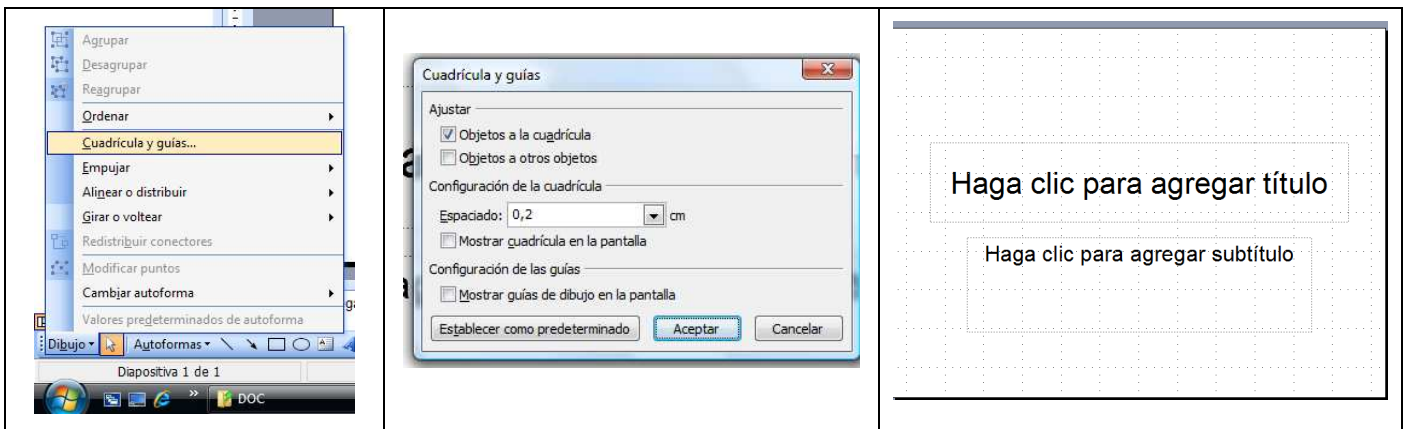 Agrupar
Desagrupar
Reagrupar
Ordenar
Cuadrícula y guías...
Empujar
Alinear o distribuir
Girar o voltear
Redistribuir conectores
Modificar puntos
Cambiar autoforma
Valores predeterminados de autoforma
Dibujo
Autoformas
Diapositiva 1 de 1
DOC
Cuadrícula y guías
Ajustar
Objetos a la cuadrícula
Objetos a otros objetos
Configuración de la cuadrícula
Espaciado: 0,2 cm
Mostrar cuadrícula en la pantalla
Configuración de las guías
Mostrar guías de dibujo en la pantalla
Establecer como predeterminado Aceptar Cancelar
Haga clic para agregar título
Haga clic para agregar subtítulo